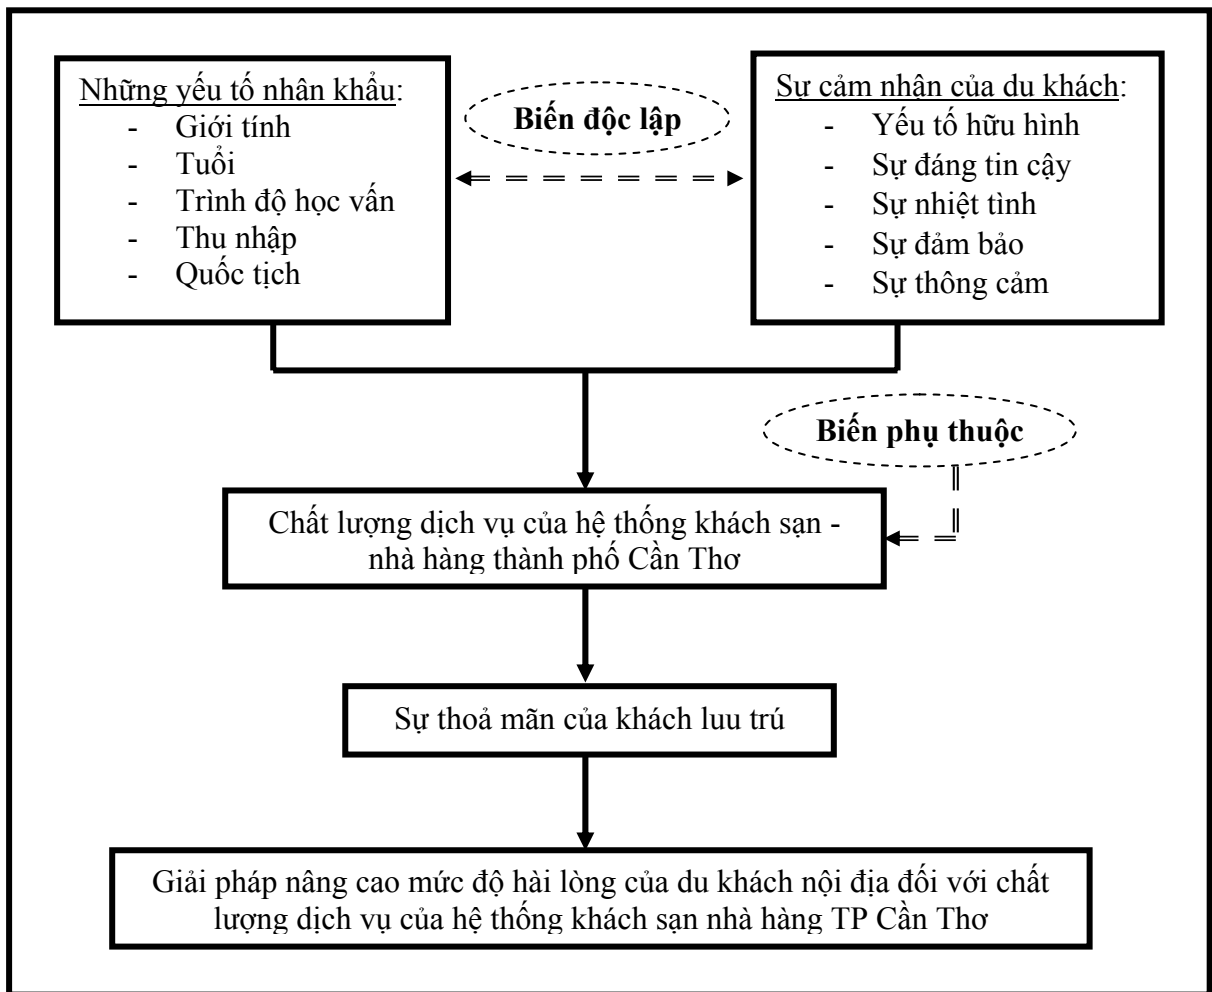 Những yếu tố nhân khẩu:
- Giới tính
- Tuổi
- Trình độ học vấn
- Thu nhập
- Quốc tịch
Biến độc lập
Sự cảm nhận của du khách:
- Yếu tố hữu hình
- Sự đáng tin cậy
- Sự nhiệt tình
- Sự đảm bảo
- Sự thông cảm
Biến phụ thuộc
Chất lượng dịch vụ của hệ thống khách sạn -
nhà hàng thành phố Cần Thơ
Sự thoả mãn của khách luu trú
Giải pháp nâng cao mức độ hài lòng của du khách nội địa đối với chất
lượng dịch vụ của hệ thống khách sạn nhà hàng TP Cần Thơ